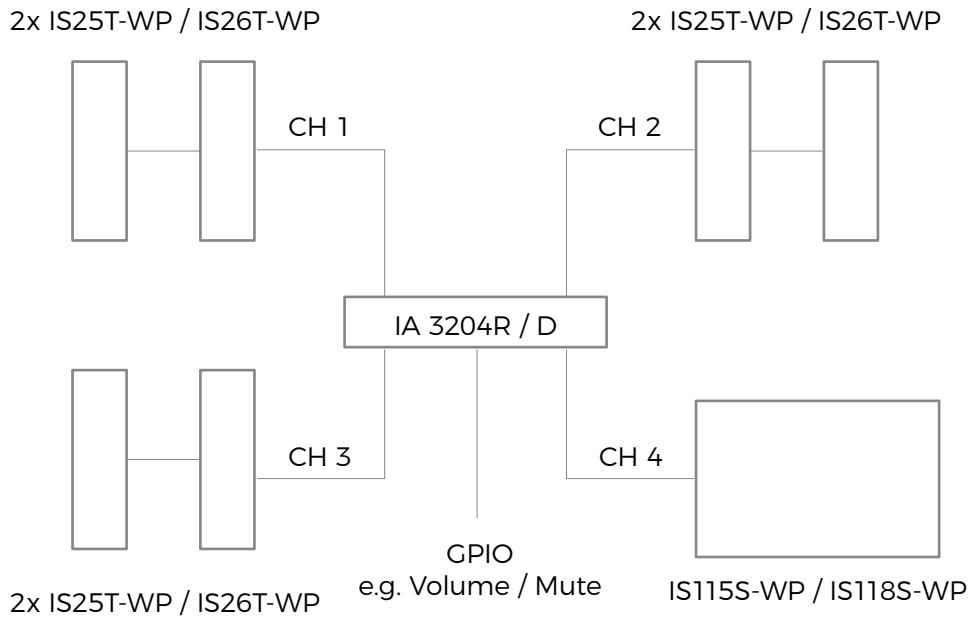 2x IS25T-WP / IS26T-WP
2x IS25T-WP / IS26T-WP
CH 1
CH 2
IA 3204R / D
CH 3
CH 4
GPIO
e.g. Volume / Mute
IS115S-WP / IS118S-WP
2x IS25T-WP / IS26T-WP